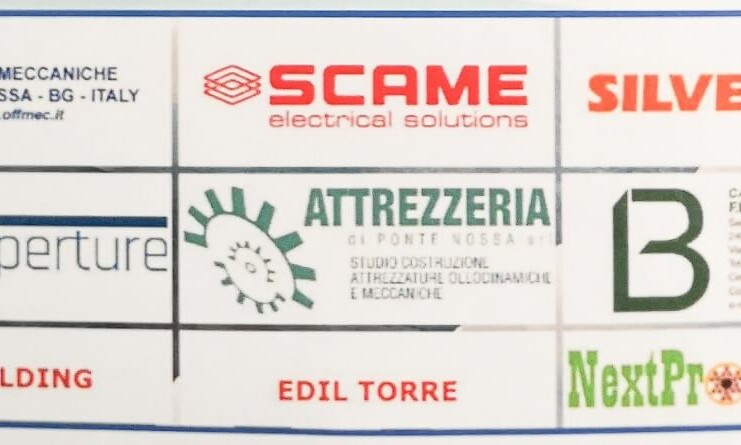 MECCANICHE
SSA - BG - ITALY
.offmec.it
SCAME
electrical solutions
SILVE
perture
ATTREZZERIA
di PONTE NOSSA srl
STUDIO COSTRUZIONE
ATTREZZATURE OLEODINAMICHE
E MECCANICHE
B
LDING
EDIL TORRE
NextPr